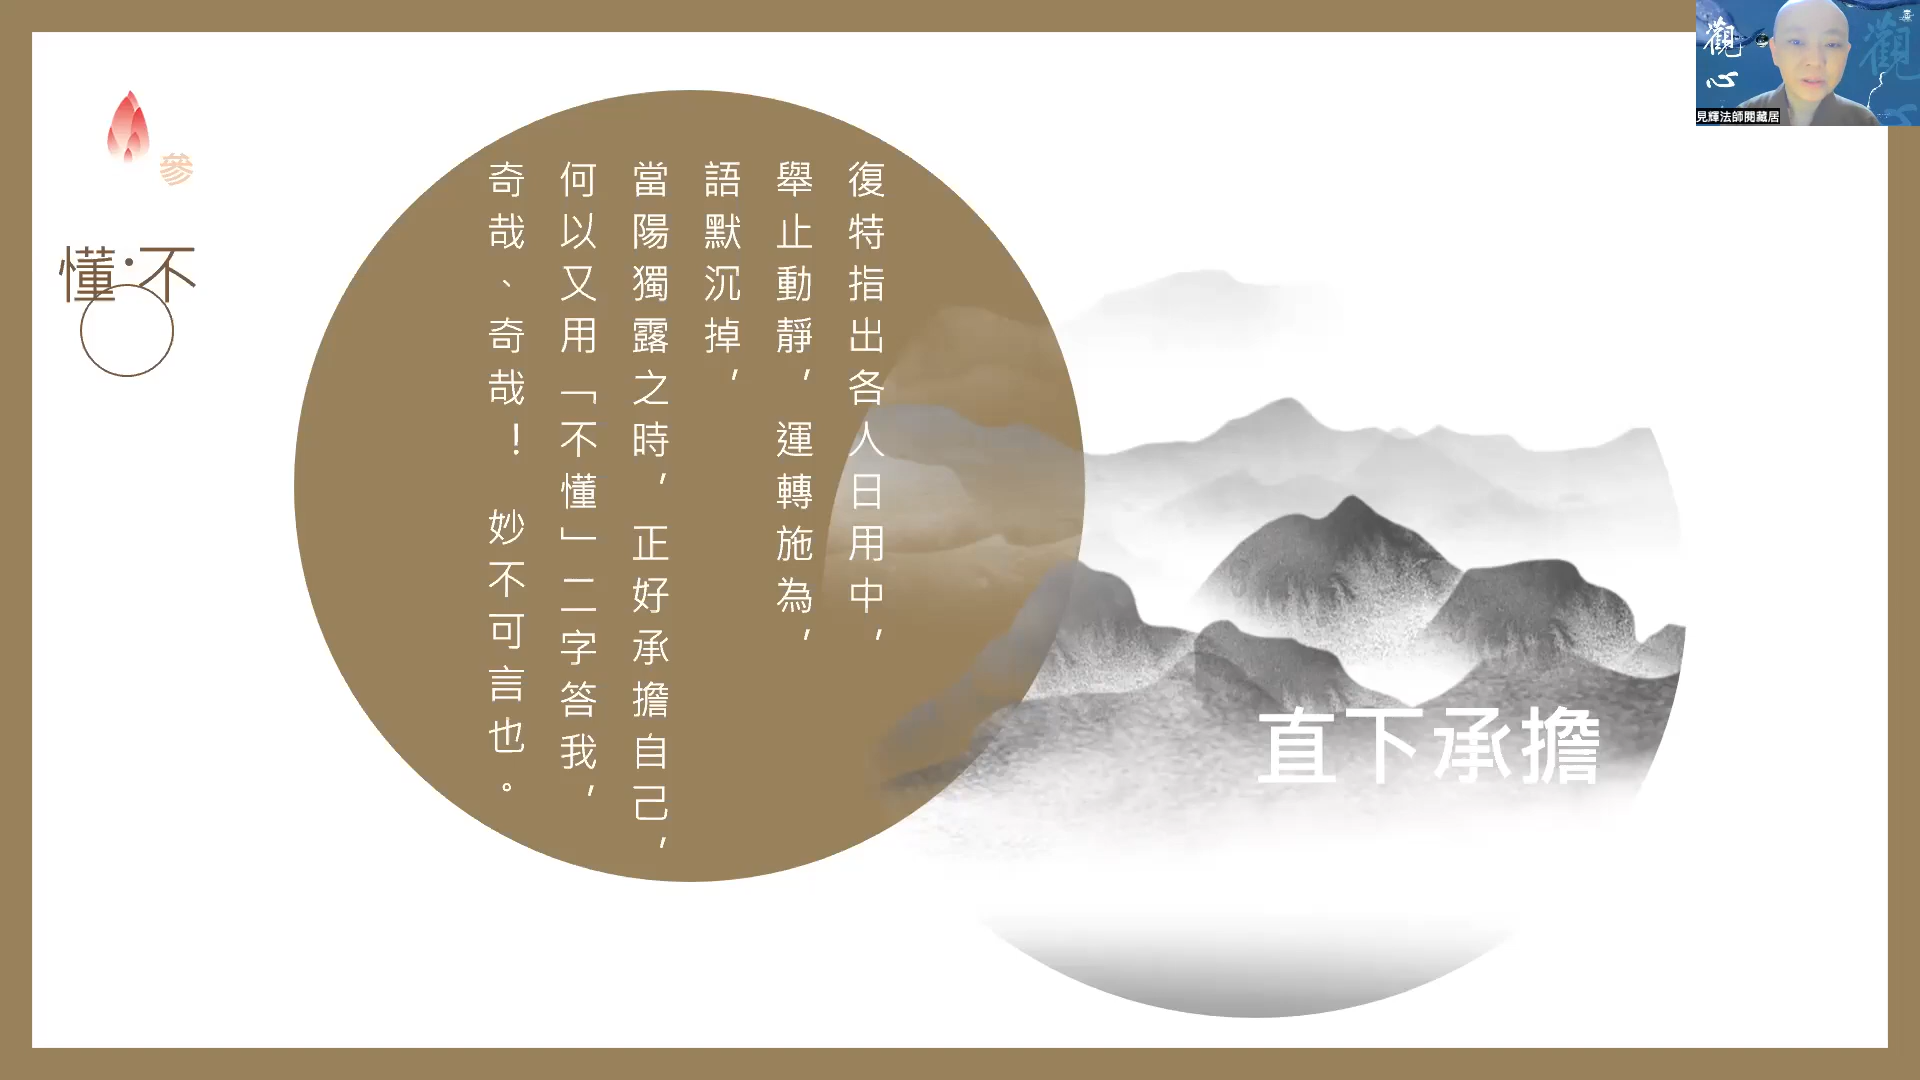 參
不·懂
復特指出各人日用中，
舉止動靜，運轉施為，
語默沉掉，
當陽獨露之時，正好承擔自己，
何以又用「不懂」二字答我，
奇哉、奇哉！妙不可言也。
直下承擔
觀心
見輝法師閱藏居